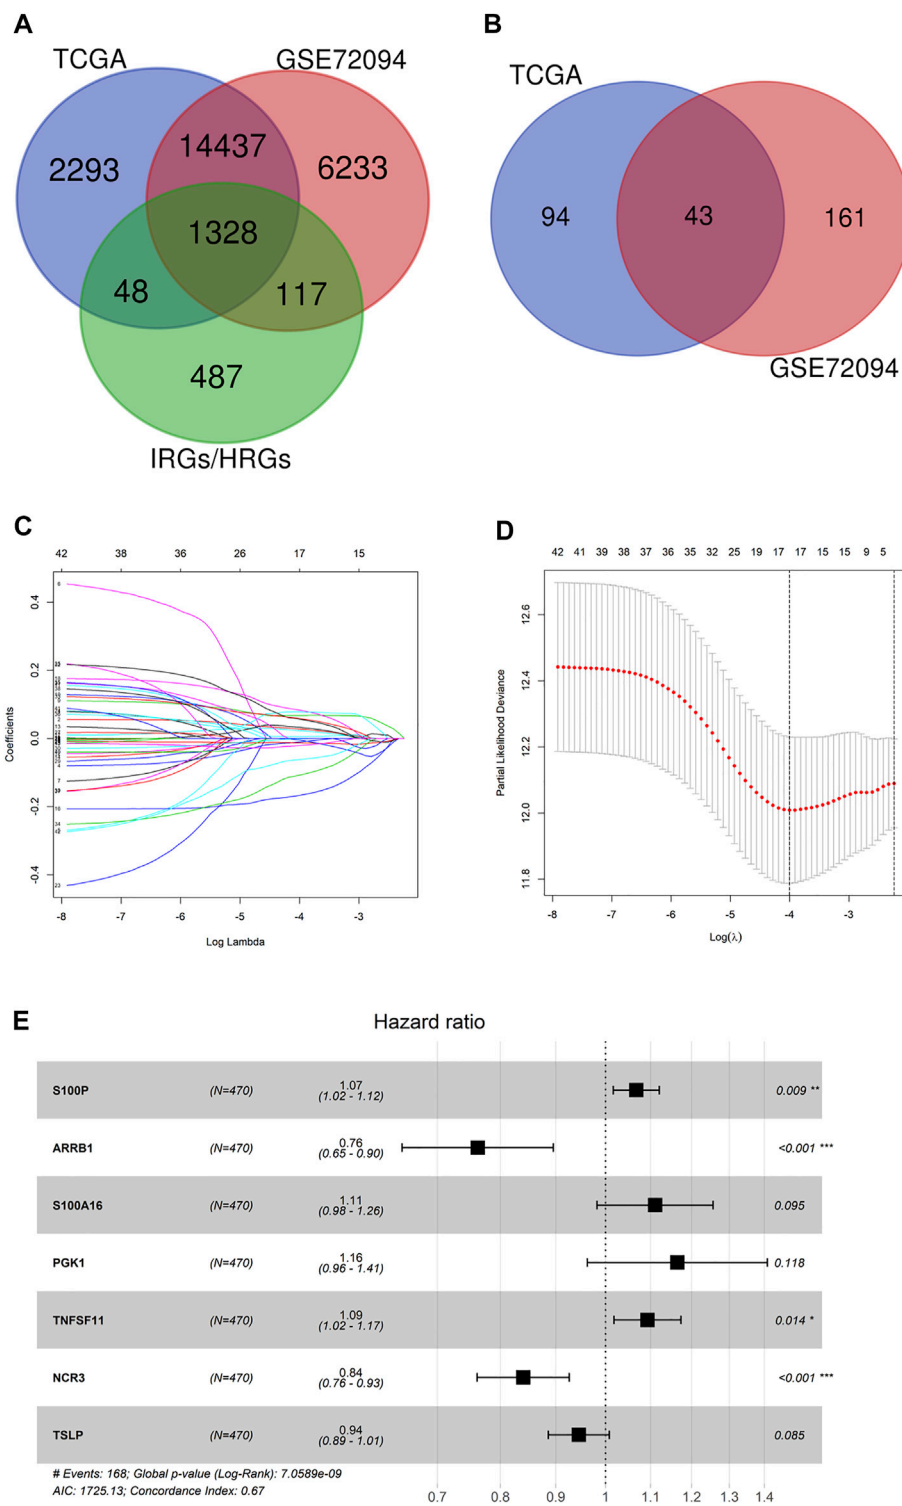 A
B
TCGA
GSE72094
14437
2293
6233
1328
48
117
487
IRGs/HRGs
TCGA
94
43
161
GSE72094
C
42 38 36 26 17 15
Coefficients
0.4
0.2
0.0
-0.2
-0.4
6
7
10
34
23
-8 -7 -6 -5 -4 -3
Log Lambda
D
42 41 39 38 37 36 35 32 25 19 17 17 15 15 9 5
Partial Likelihood Deviance
12.6
12.4
12.2
12.0
11.8
-8 -7 -6 -5 -4 -3
Log(λ)
E
Hazard ratio
S100P (N=470) 1.07 (1.02 - 1.12) 0.009 **
ARRB1 (N=470) 0.76 (0.65 - 0.90) <0.001 ***
S100A16 (N=470) 1.11 (0.98 - 1.26) 0.095
PGK1 (N=470) 1.16 (0.96 - 1.41) 0.118
TNFSF11 (N=470) 1.09 (1.02 - 1.17) 0.014 *
NCR3 (N=470) 0.84 (0.76 - 0.93) <0.001 ***
TSLP (N=470) 0.94 (0.89 - 1.01) 0.085
# Events: 168; Global p-value (Log-Rank): 7.0589e-09
AIC: 1725.13; Concordance Index: 0.67
0.7 0.8 0.9 1 1.1 1.2 1.3 1.4